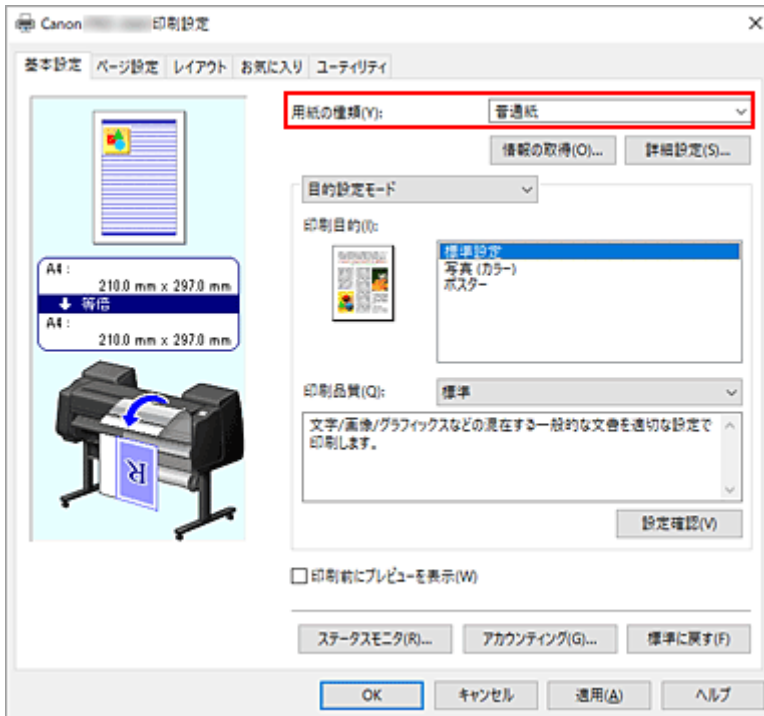 Canon 印刷設定
基本設定 ページ設定 レイアウト お気に入り ユーティリティ
用紙の種類(Y): 普通紙
情報の取得(O)... 詳細設定(S)...
目的設定モード
印刷目的(I):
標準設定
写真 (カラー)
ポスター
A4 :
210.0 mm x 297.0 mm
等倍
A4 :
210.0 mm x 297.0 mm
R
印刷品質(Q): 標準
文字/画像/グラフィックスなどの混在する一般的な文書を適切な設定で
印刷します。
設定確認(V)
印刷前にプレビューを表示(W)
ステータスモニタ(R)... アカウンティング(G)... 標準に戻す(F)
OK キャンセル 適用(A) ヘルプ